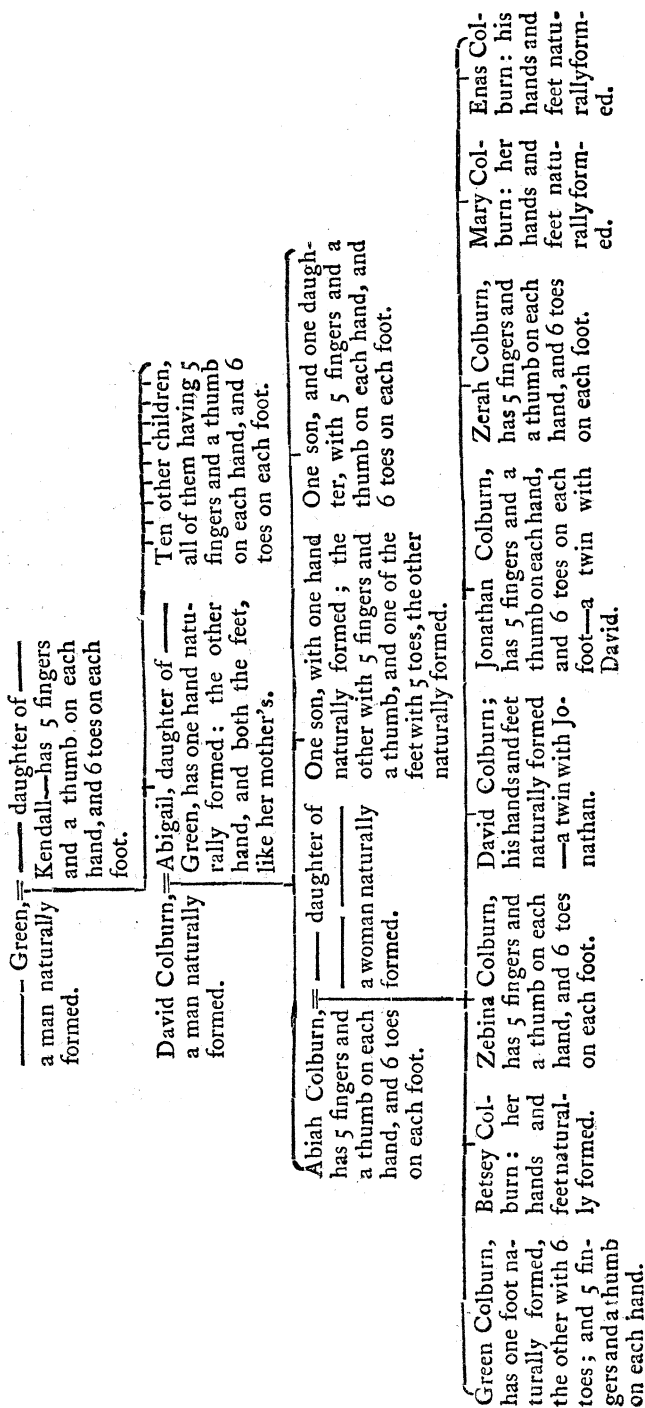 —— Green,=—— daughter of ——
a man naturally
formed.
Kendall—has 5 fingers
and a thumb on each
hand, and 6 toes on each
foot.
David Colburn,=Abigail, daughter of ——
a man naturally
formed.
Green, has one hand natu-
rally formed; the other
hand, and both the feet,
like her mother's.
Ten other children,
all of them having 5
fingers and a thumb
on each hand, and 6
toes on each foot.
Abiah Colburn,=—— daughter of
has 5 fingers and
a thumb on each
hand, and 6 toes
on each foot.
—— ——
a woman naturally
formed.
One son, with one hand
naturally formed; the
other with 5 fingers and
a thumb, and one of the
feet with 5 toes, the other
naturally formed.
One son, and one daugh-
ter, with 5 fingers and a
thumb on each hand, and
6 toes on each foot.
Green Colburn,
has one foot na-
turally formed,
the other with 6
toes; and 5 fin-
gers and a thumb
on each hand.
Betsey Col-
burn: her
hands and
feet natural-
ly formed.
Zebina Colburn,
has 5 fingers and
a thumb on each
hand, and 6 toes
on each foot.
David Colburn;
his hands and feet
naturally formed
—a twin with Jo-
nathan.
Jonathan Colburn,
has 5 fingers and a
thumb on each hand,
and 6 toes on each
foot—a twin with
David.
Zerah Colburn,
has 5 fingers and
a thumb on each
hand, and 6 toes
on each foot.
Mary Col-
burn: her
hands and
feet natu-
rally form-
ed.
Enas Col-
burn: his
hands and
feet natu-
rally form-
ed.